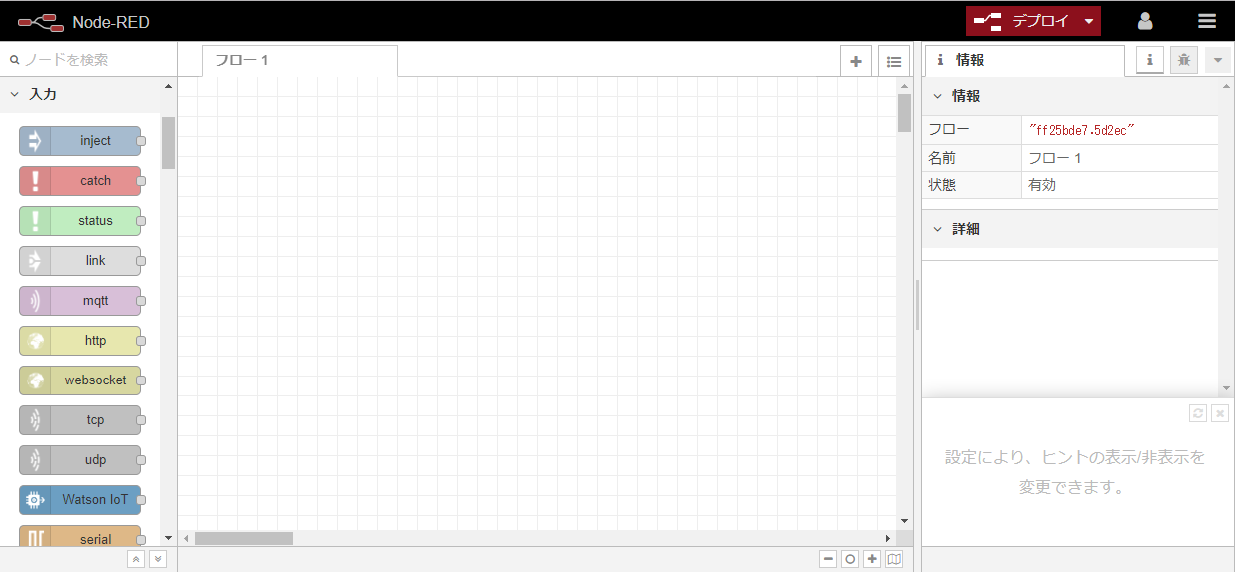 Node-RED
デプロイ
ノードを検索
フロー 1
情報
入力
inject
catch
status
link
mqtt
http
websocket
tcp
udp
Watson IoT
serial
情報
フロー "ff25bde7.5d2ec"
名前 フロー 1
状態 有効
詳細
設定により、ヒントの表示/非表示を
変更できます。